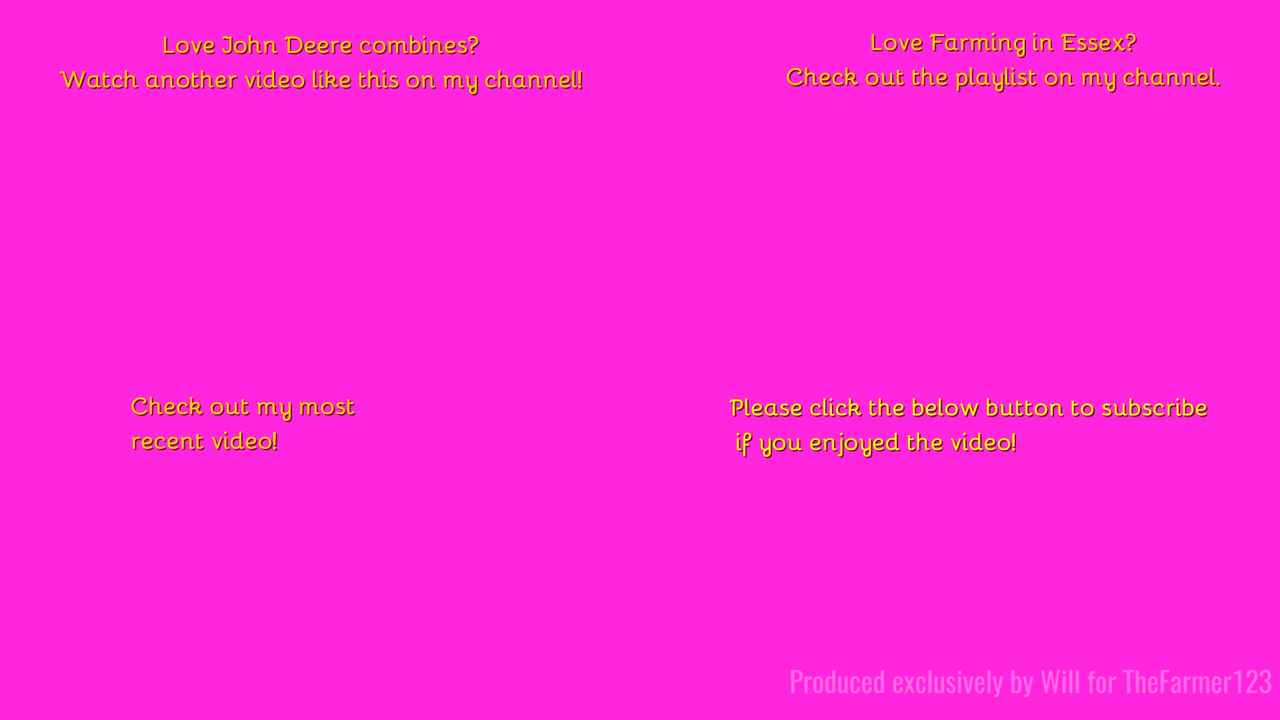 Love John Deere combines?
Watch another video like this on my channel!
Love Farming in Essex?
Check out the playlist on my channel.
Check out my most
recent video!
Please click the below button to subscribe
if you enjoyed the video!
Produced exclusively by Will for TheFarmer123